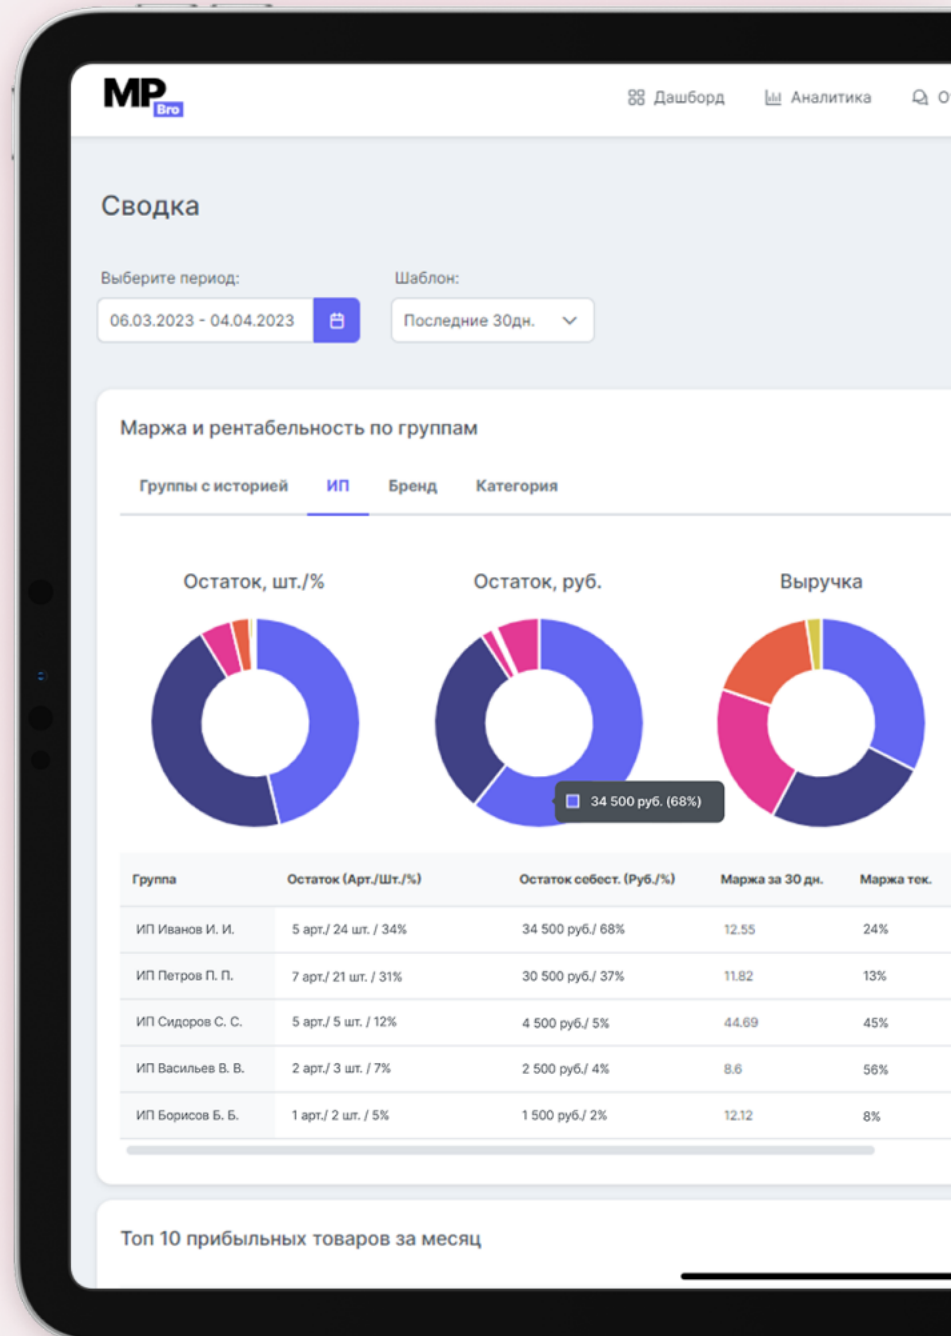 MP
Bro
Дашборд Аналитика
Сводка
Выберите период: Шаблон:
06.03.2023 - 04.04.2023 Последние 30дн.
Маржа и рентабельность по группам
Группы с историей ИП Бренд Категория
Остаток, шт./% Остаток, руб. Выручка
34 500 руб. (68%)
Группа Остаток (Арт./Шт./%) Остаток себест. (Руб./%) Маржа за 30 дн. Маржа тек.
ИП Иванов И. И. 5 арт./ 24 шт. / 34% 34 500 руб./ 68% 12.55 24%
ИП Петров П. П. 7 арт./ 21 шт. / 31% 30 500 руб./ 37% 11.82 13%
ИП Сидоров С. С. 5 арт./ 5 шт. / 12% 4 500 руб./ 5% 44.69 45%
ИП Васильев В. В. 2 арт./ 3 шт. / 7% 2 500 руб./ 4% 8.6 56%
ИП Борисов Б. Б. 1 арт./ 2 шт. / 5% 1 500 руб./ 2% 12.12 8%
Топ 10 прибыльных товаров за месяц